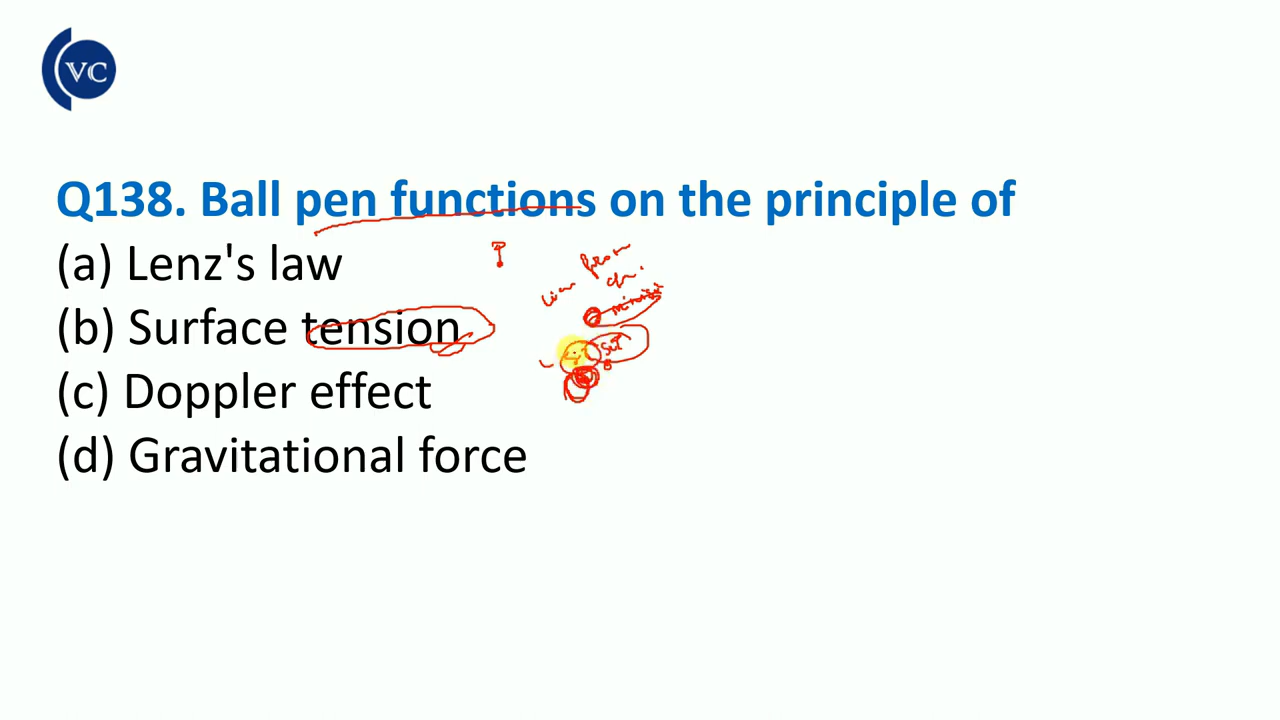 VC
Q138. Ball pen functions on the principle of
(a) Lenz's law
(b) Surface tension
(c) Doppler effect
(d) Gravitational force